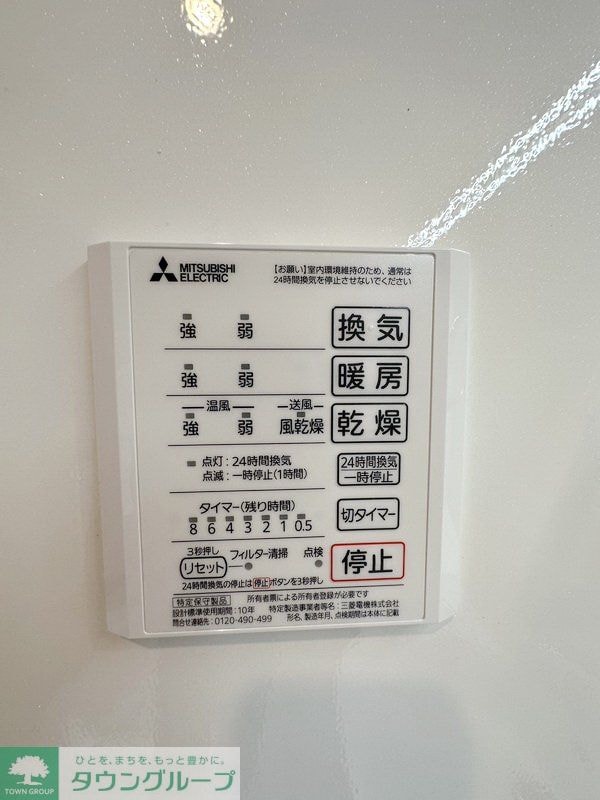 MITSUBISHI
ELECTRIC
【お願い】室内環境維持のため、通常は
24時間換気を停止させないでください
強 弱 換気
強 弱 暖房
温風 送風
強 弱 風乾燥 乾燥
点灯:24時間換気
点滅:一時停止(1時間)
24時間換気
一時停止
タイマー(残り時間)
8 6 4 3 2 1 0.5
切タイマー
3秒押し
リセット フィルター清掃 点検
停止
24時間換気の停止は停止ボタンを3秒押し
特定保守製品 所有者票による所有者登録が必要です
設計標準使用期間:10年 特定製造事業者等名:三菱電機株式会社
問合せ連絡先:0120-490-499 形名、製造年月、点検期間は本体に記載
ひとを、まちを、もっと豊かに。
タウングループ
TOWN GROUP